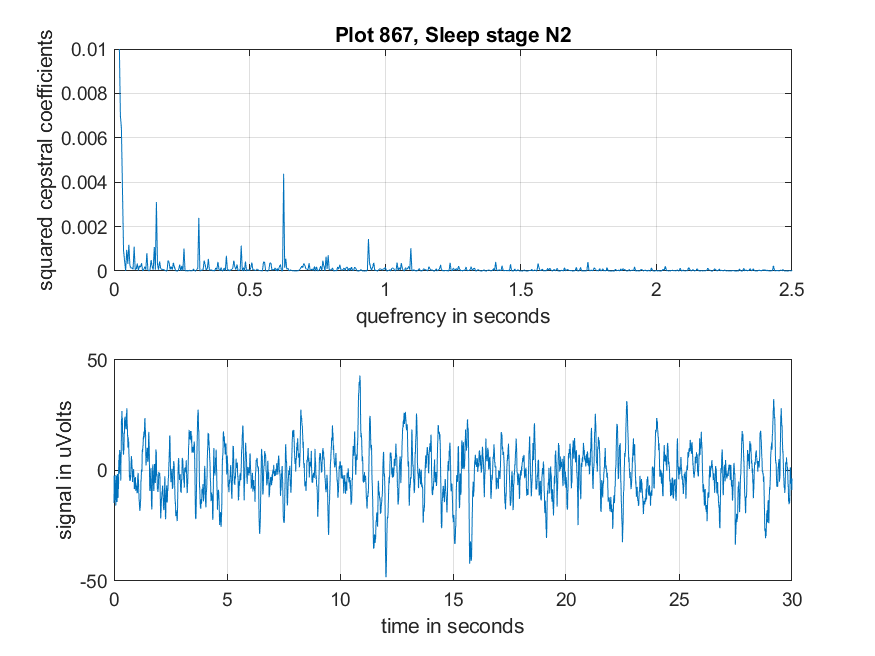 Plot 867, Sleep stage N2
squared cepstral coefficients
0.01
0.008
0.006
0.004
0.002
0
0 0.5 1 1.5 2 2.5
quefrency in seconds
signal in uVolts
50
0
-50
0 5 10 15 20 25 30
time in seconds